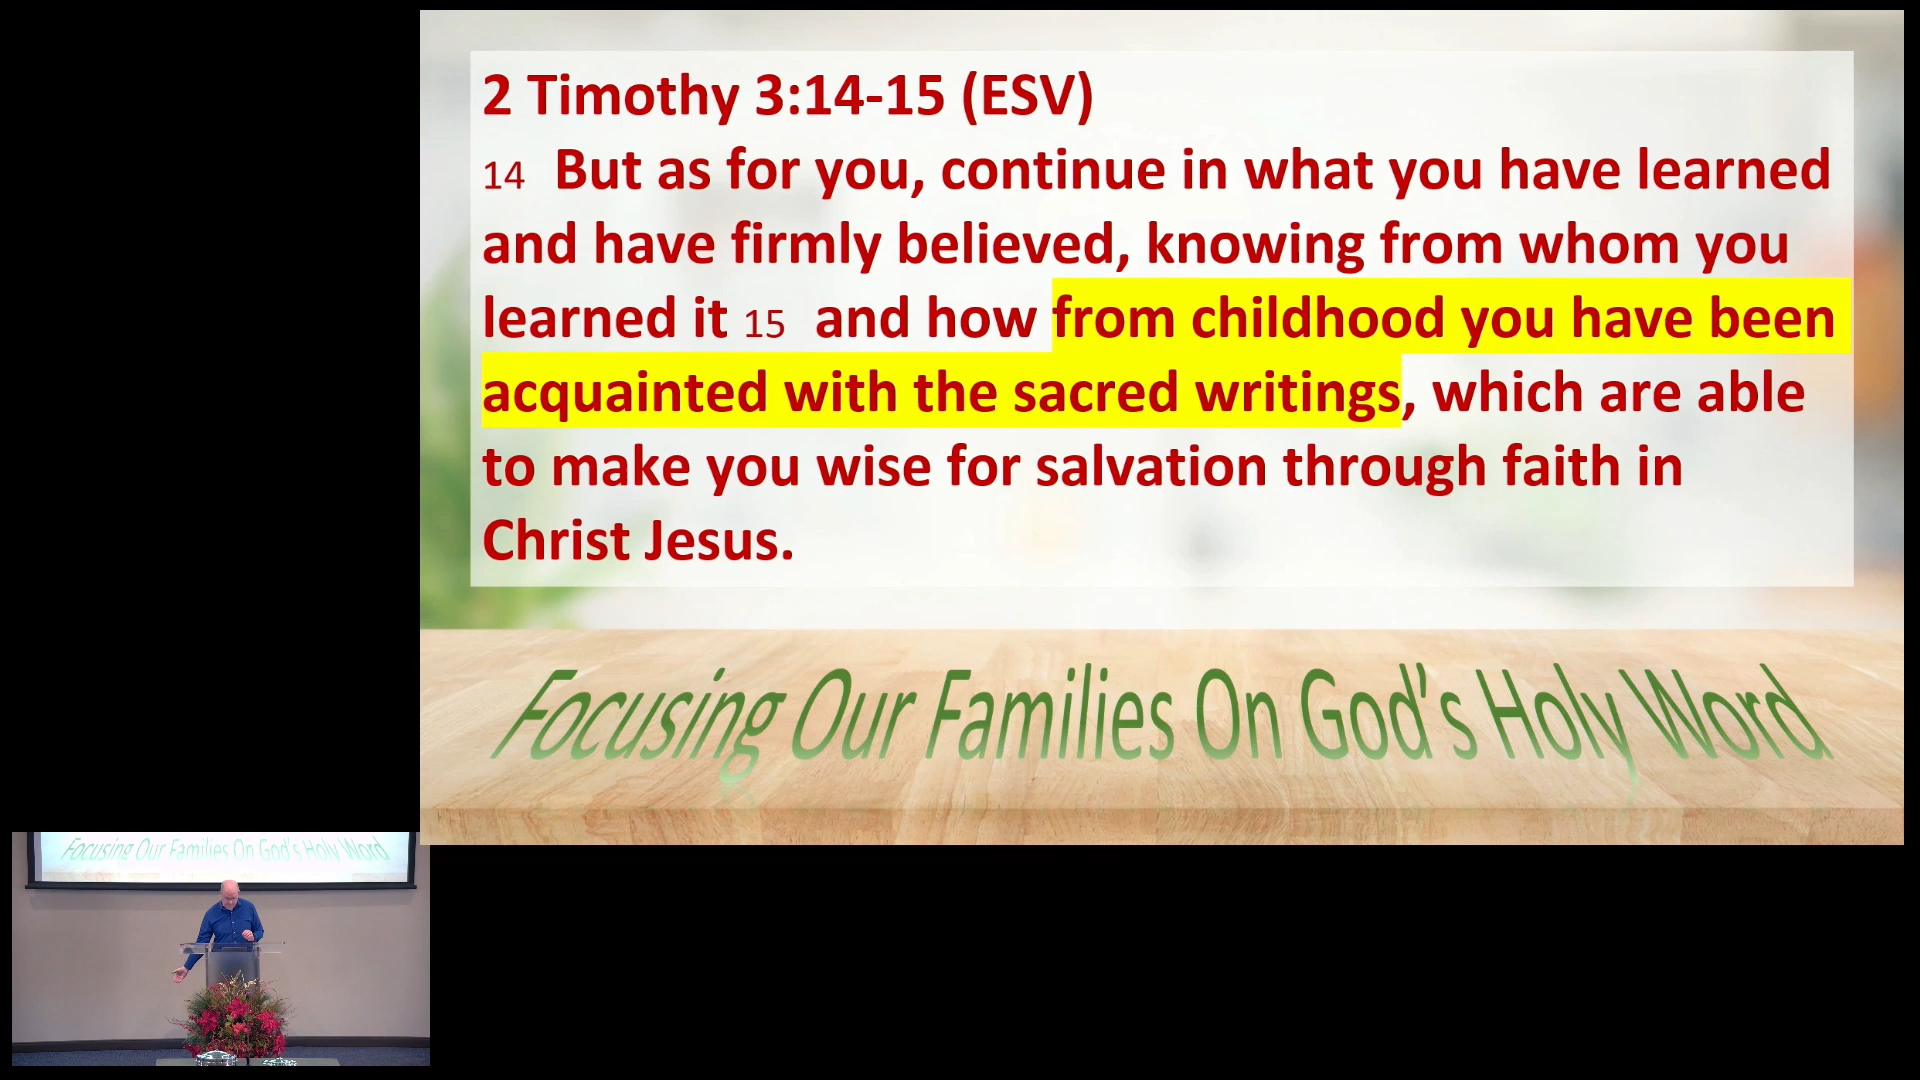 2 Timothy 3:14-15 (ESV)
14 But as for you, continue in what you have learned
and have firmly believed, knowing from whom you
learned it 15 and how from childhood you have been
acquainted with the sacred writings, which are able
to make you wise for salvation through faith in
Christ Jesus.
Focusing Our Families On God's Holy Word
Focusing Our Families On God's Holy Word